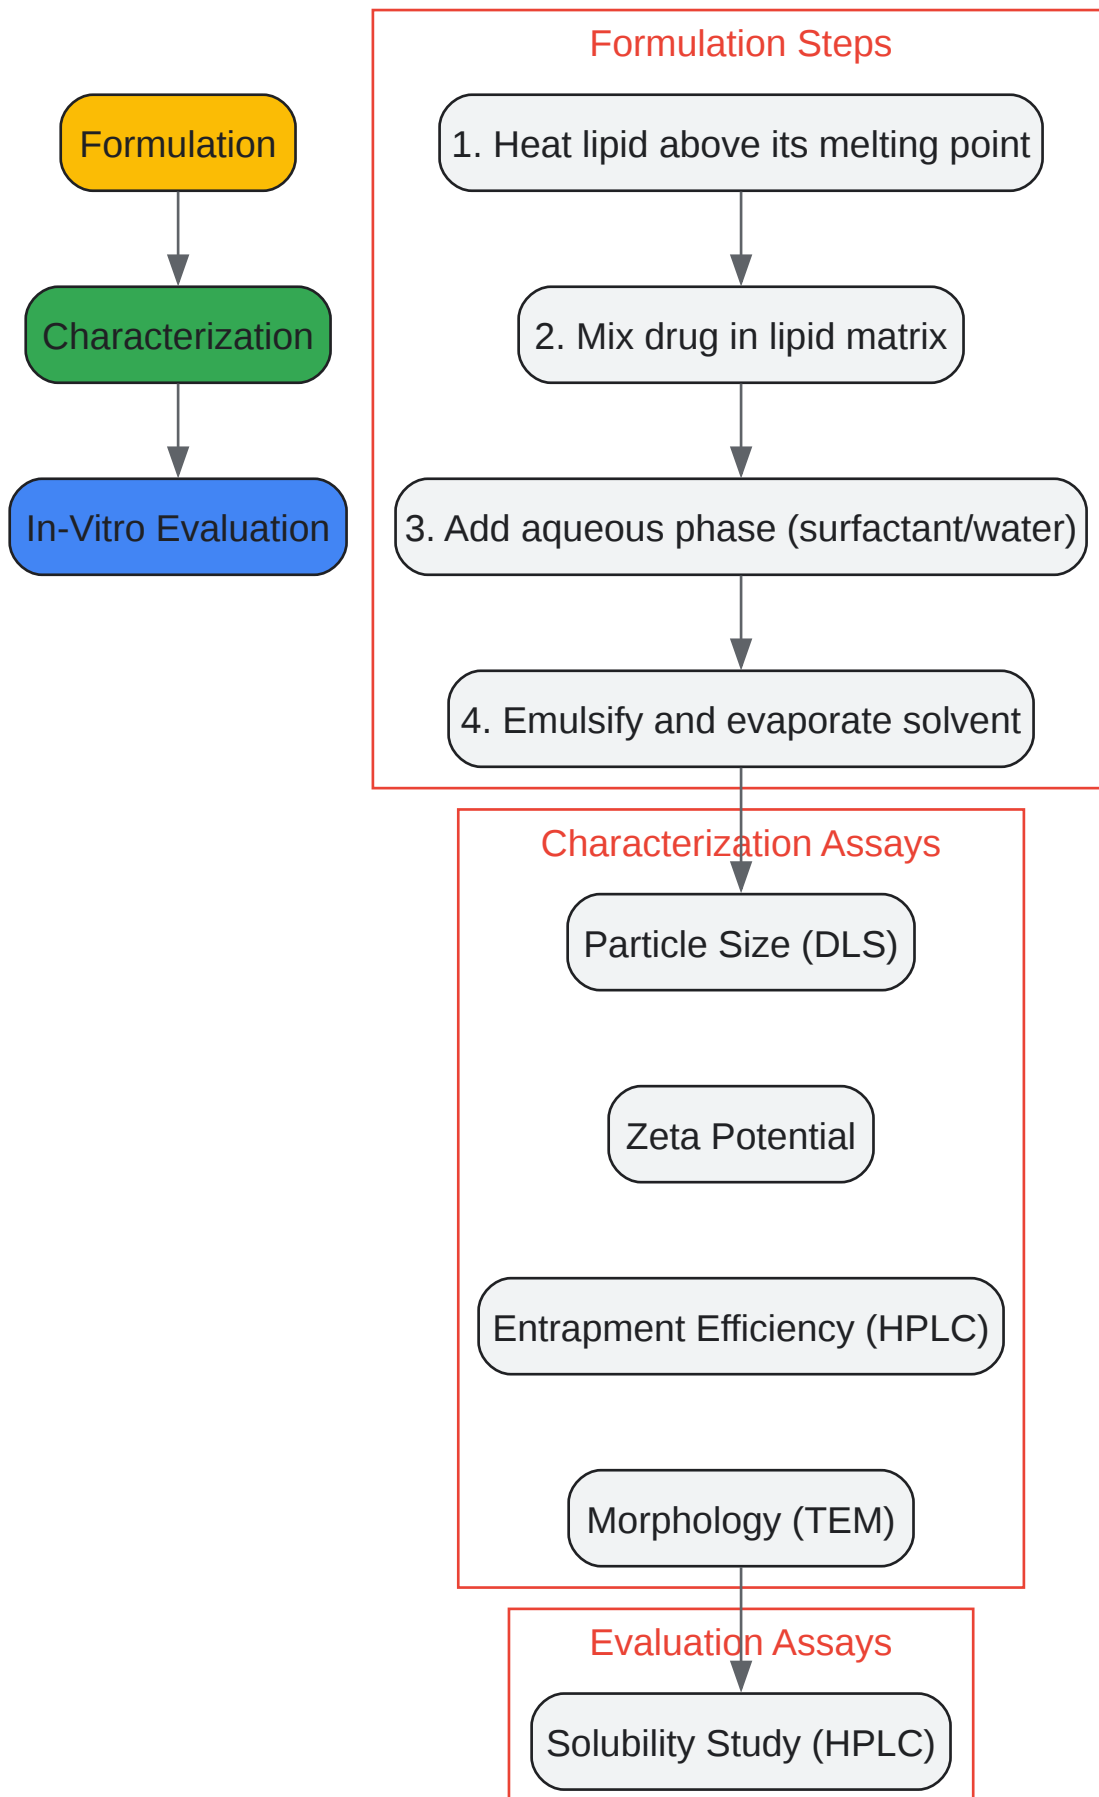 Formulation
Characterization
In-Vitro Evaluation
Formulation Steps
1. Heat lipid above its melting point
2. Mix drug in lipid matrix
3. Add aqueous phase (surfactant/water)
4. Emulsify and evaporate solvent
Characterization Assays
Particle Size (DLS)
Zeta Potential
Entrapment Efficiency (HPLC)
Morphology (TEM)
Evaluation Assays
Solubility Study (HPLC)